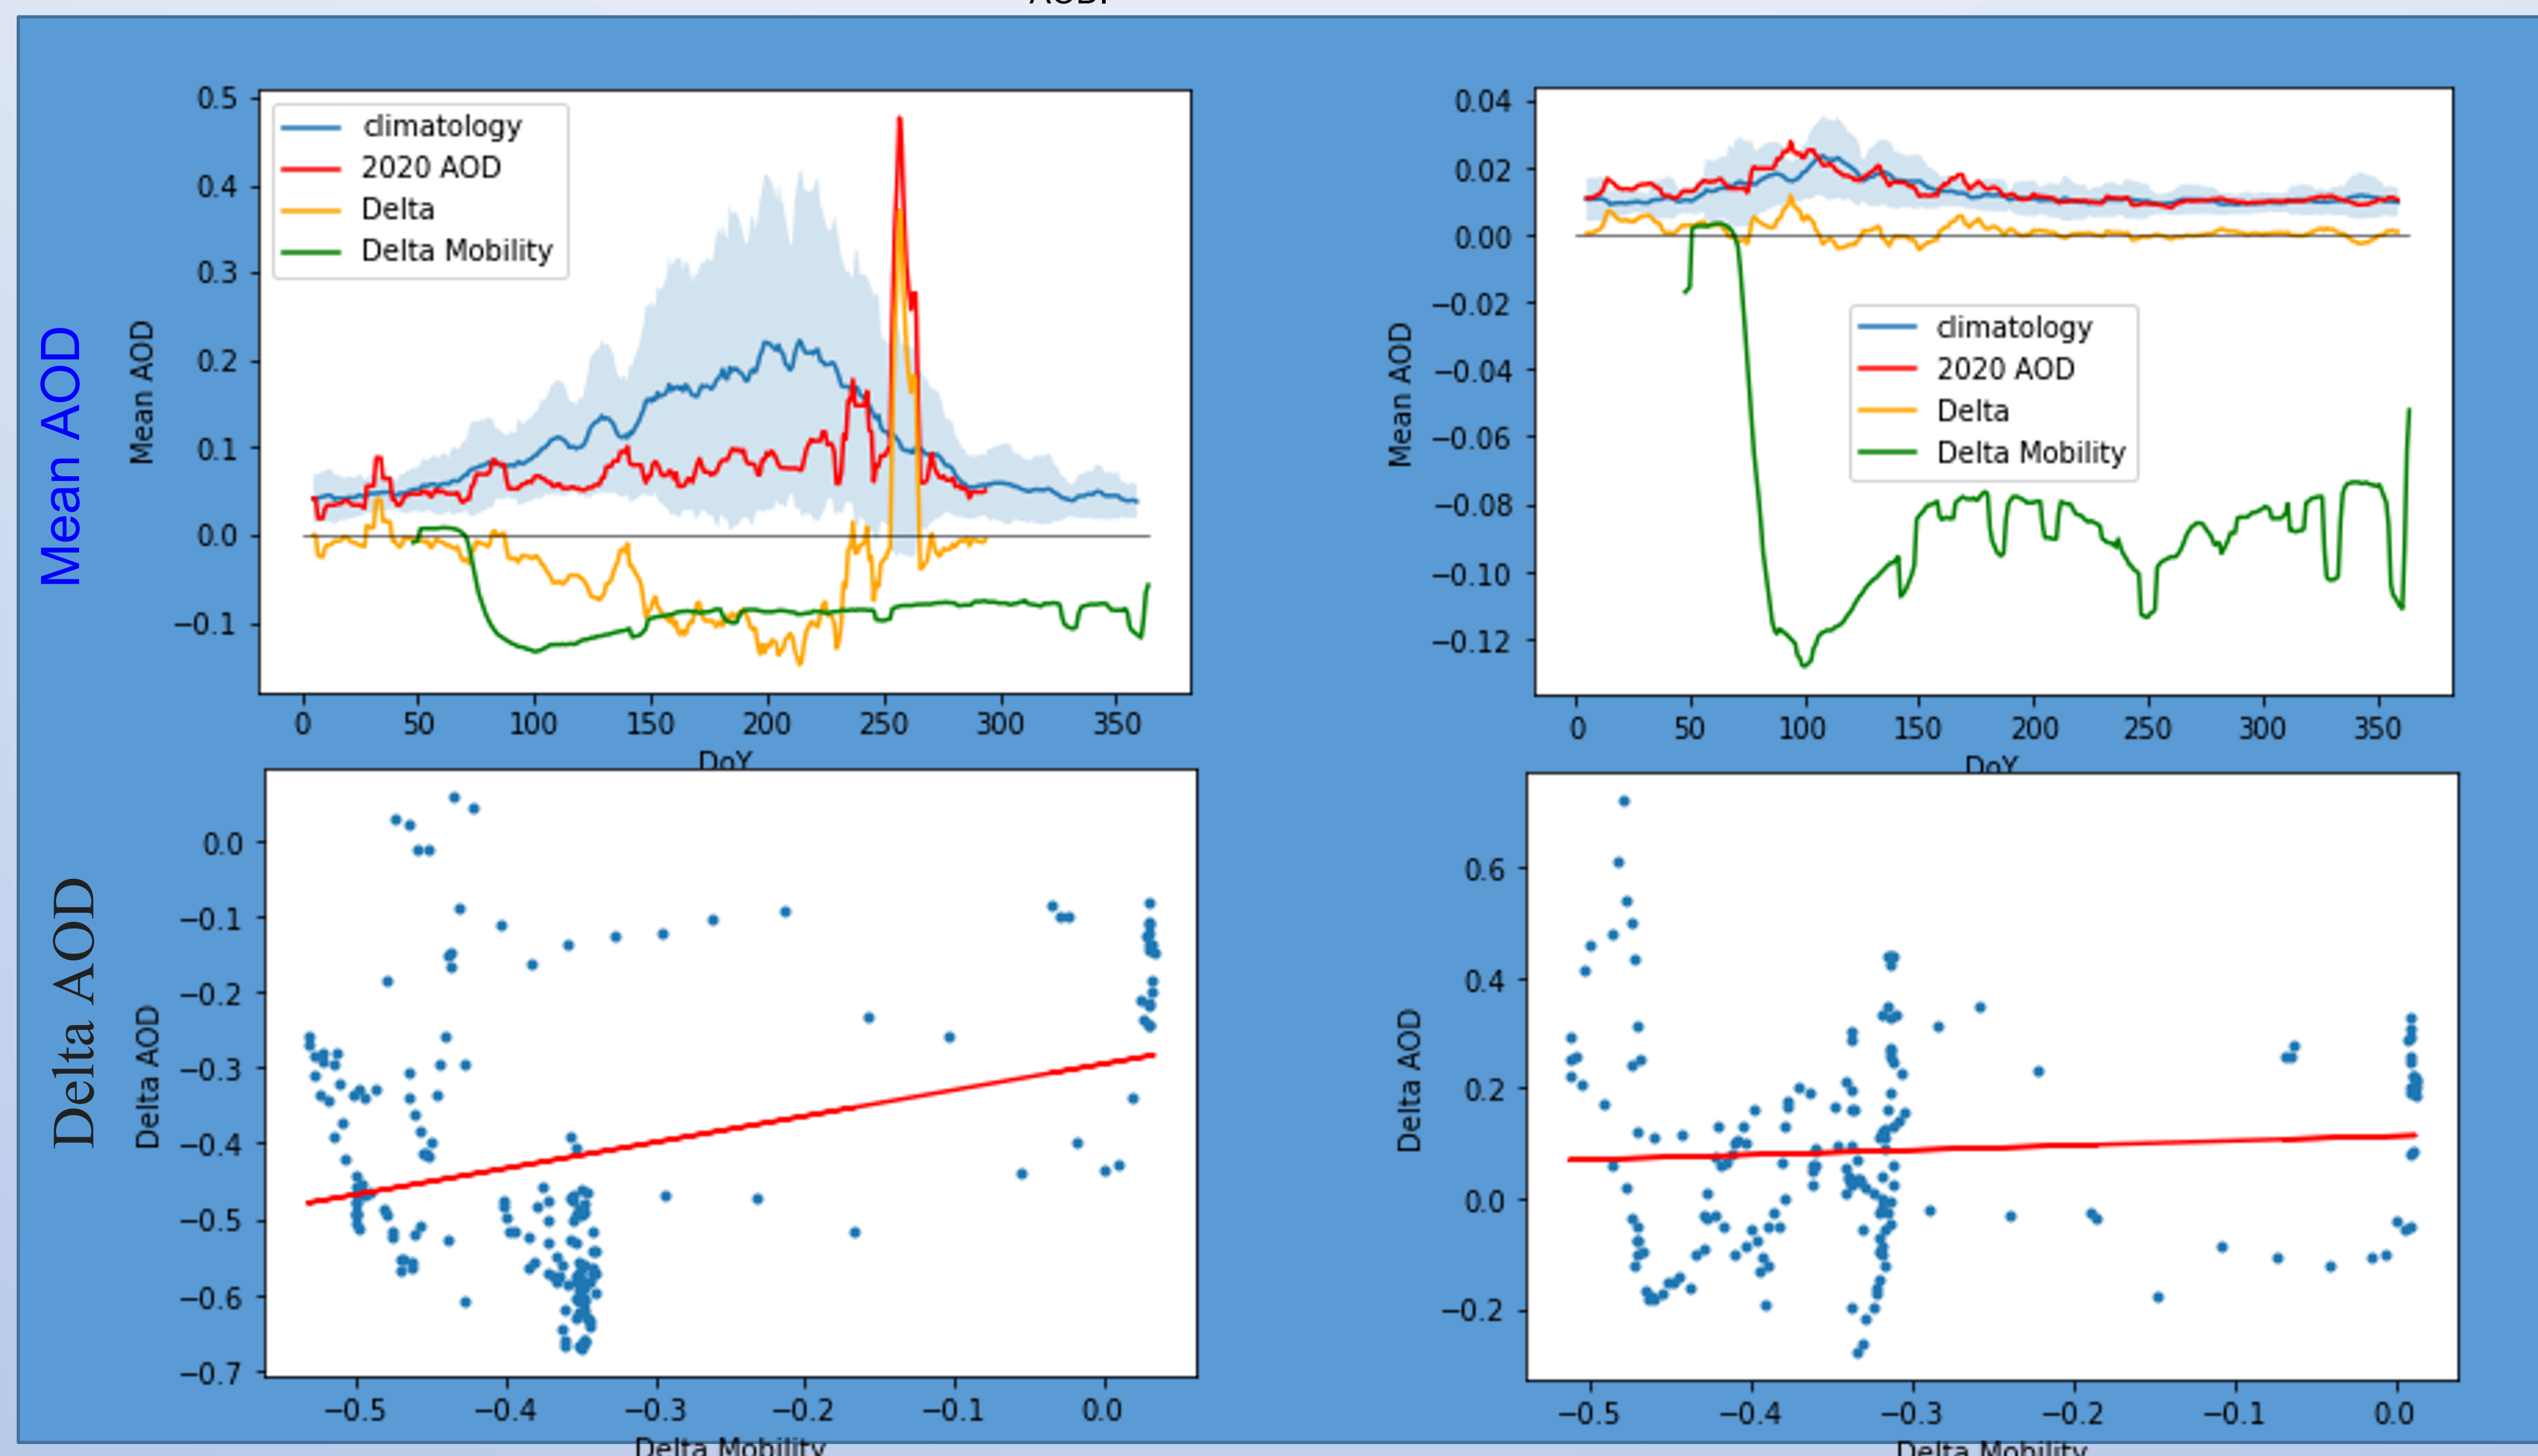 AOD.
Mean AOD
Mean AOD
0.5
0.4
0.3
0.2
0.1
0.0
−0.1
climatology
2020 AOD
Delta
Delta Mobility
0 50 100 150 200 250 300 350
DoY
Mean AOD
0.04
0.02
0.00
−0.02
−0.04
−0.06
−0.08
−0.10
−0.12
climatology
2020 AOD
Delta
Delta Mobility
0 50 100 150 200 250 300 350
DoY
Delta AOD
Delta AOD
0.0
−0.1
−0.2
−0.3
−0.4
−0.5
−0.6
−0.7
−0.5 −0.4 −0.3 −0.2 −0.1 0.0
Delta Mobility
Delta AOD
0.6
0.4
0.2
0.0
−0.2
−0.5 −0.4 −0.3 −0.2 −0.1 0.0
Delta Mobility